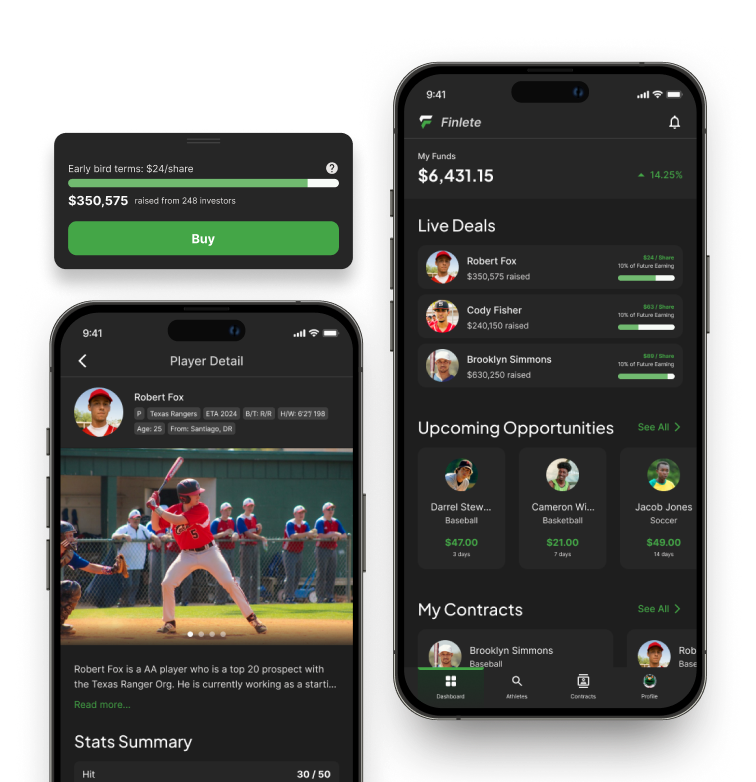 Early bird terms: $24/share
?
$350,575 raised from 248 investors
Buy
9:41
Player Detail
Robert Fox
P Texas Rangers ETA 2024 B/T: R/R H/W: 6'2"/ 198
Age: 25 From: Santiago, DR
Robert Fox is a AA player who is a top 20 prospect with
the Texas Ranger Org. He is currently working as a starti...
Read more...
Stats Summary
Hit 30 / 50
9:41
Finlete
My Funds
$6,431.15 14.25%
Live Deals
Robert Fox
$350,575 raised
$24 / Share
10% of Future Earning
Cody Fisher
$240,150 raised
$63 / Share
10% of Future Earning
Brooklyn Simmons
$630,250 raised
$89 / Share
10% of Future Earning
Upcoming Opportunities See All
Darrel Stew...
Baseball
$47.00
3 days
Cameron Wi...
Basketball
$21.00
7 days
Jacob Jones
Soccer
$49.00
14 days
My Contracts See All
Brooklyn Simmons
Baseball
Rob
Base
Dashboard Athletes Contracts Profile